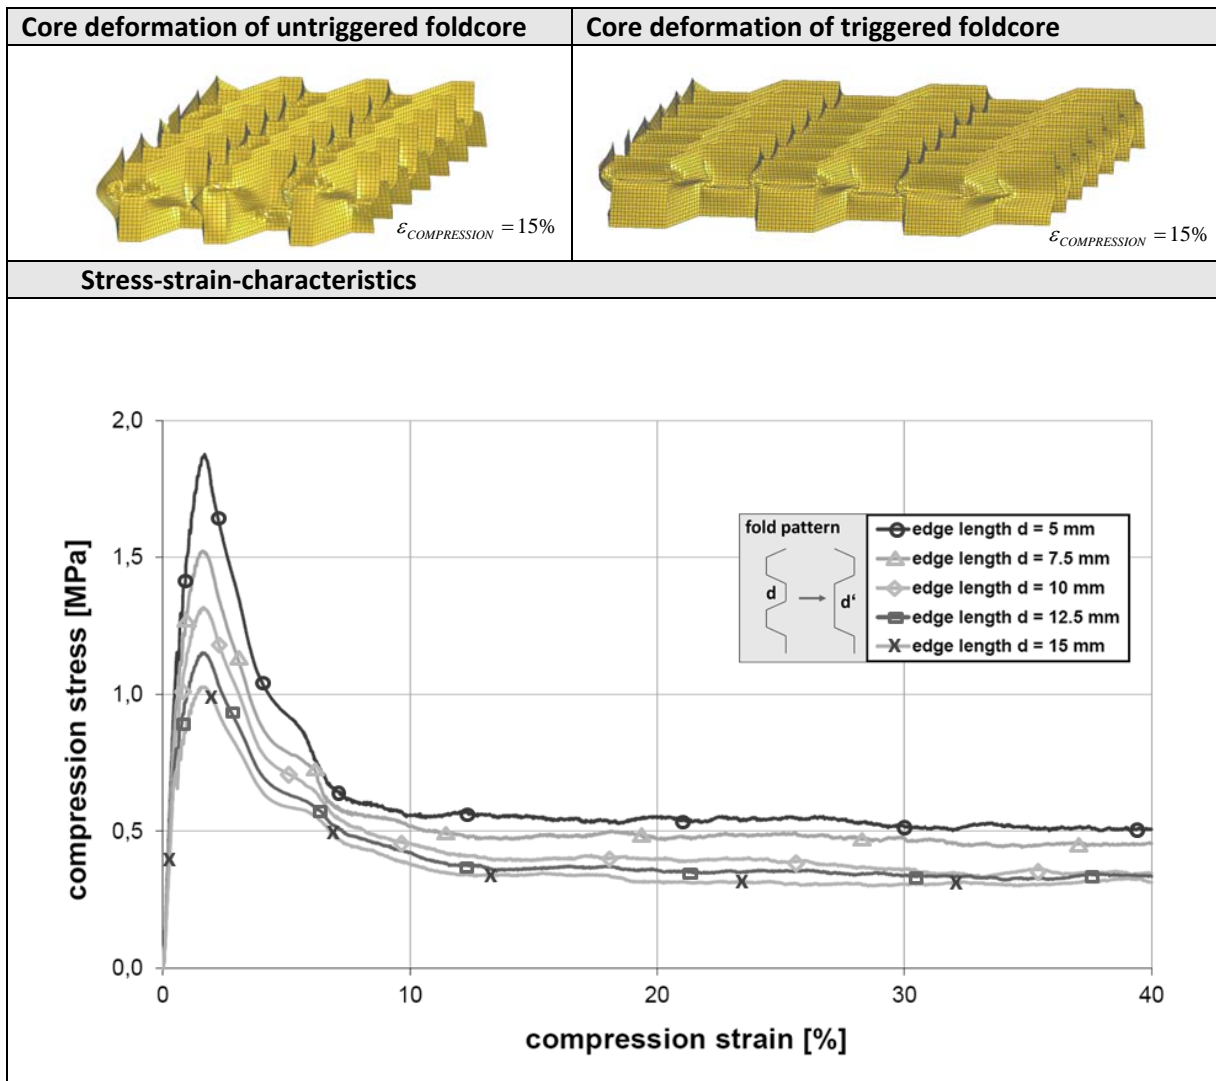 Core deformation of untriggered foldcore
Core deformation of triggered foldcore
ε COMPRESSION = 15%
ε COMPRESSION = 15%
Stress-strain-characteristics
2,0
1,5
1,0
0,5
0,0
compression stress [MPa]
fold pattern
d
d‘
edge length d = 5 mm
edge length d = 7.5 mm
edge length d = 10 mm
edge length d = 12.5 mm
edge length d = 15 mm
0
10
20
30
40
compression strain [%]